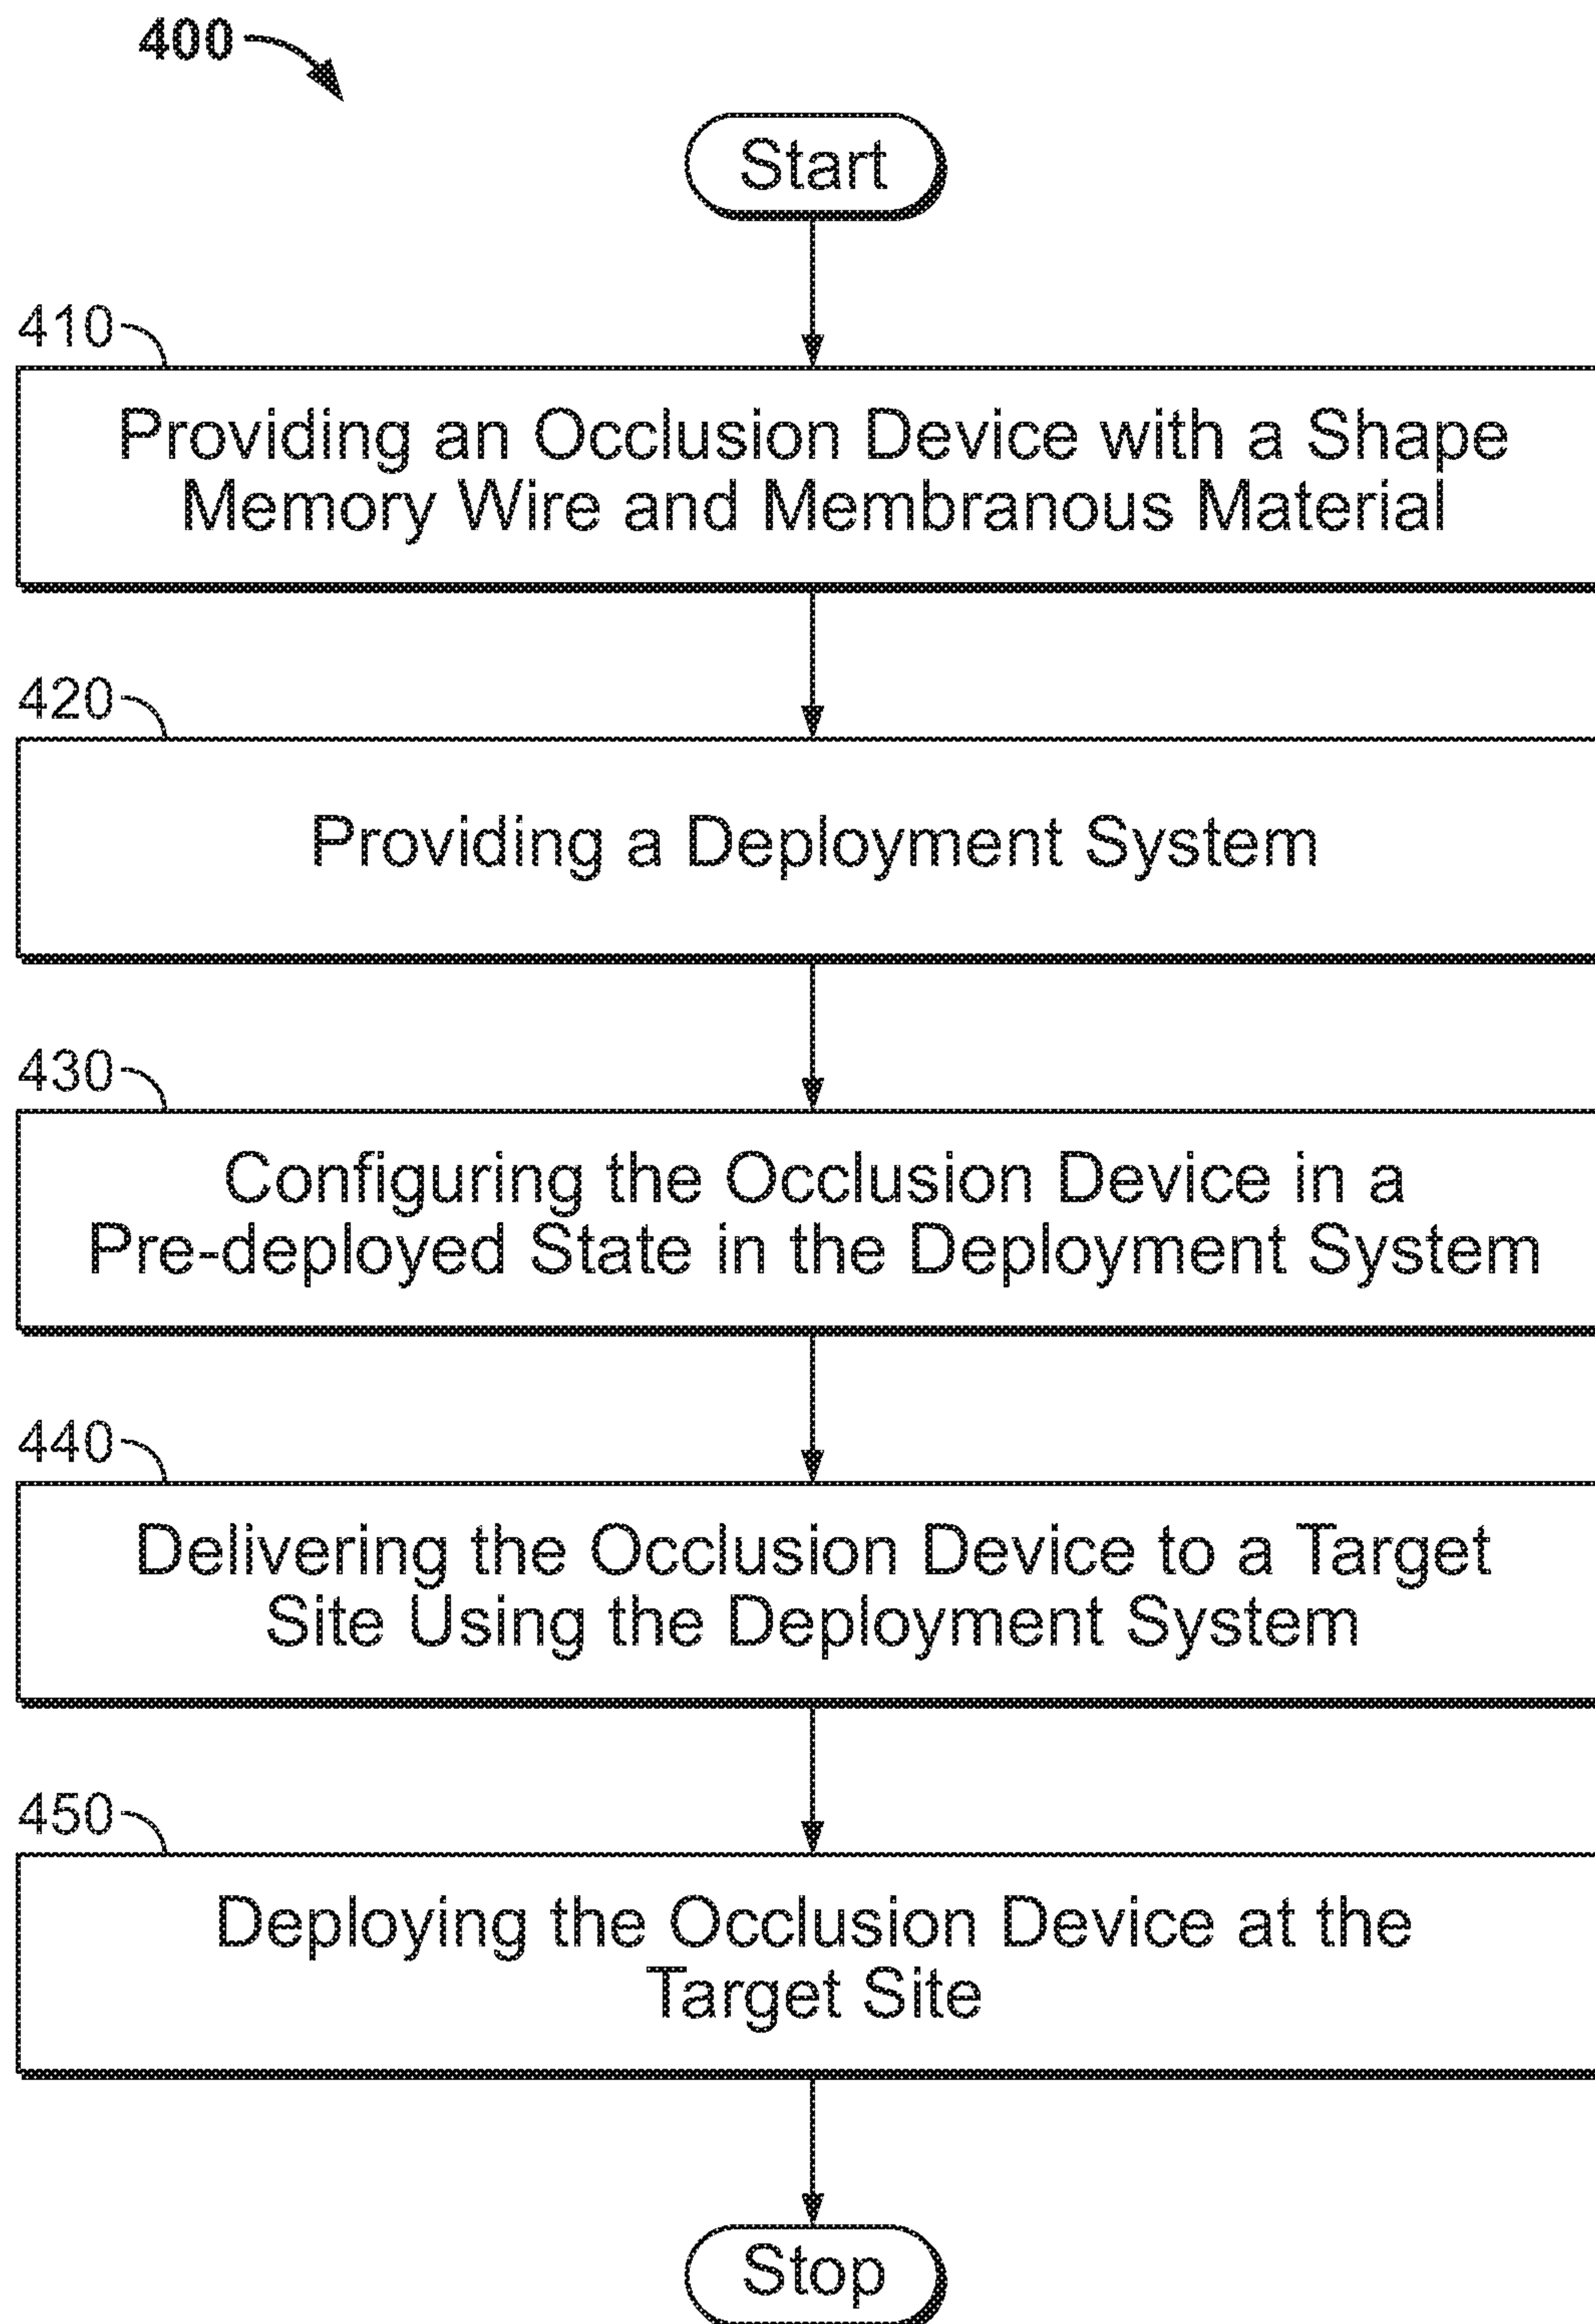 400
Start
410
Providing an Occlusion Device with a Shape
Memory Wire and Membranous Material
420
Providing a Deployment System
430
Configuring the Occlusion Device in a
Pre-deployed State in the Deployment System
440
Delivering the Occlusion Device to a Target
Site Using the Deployment System
450
Deploying the Occlusion Device at the
Target Site
Stop